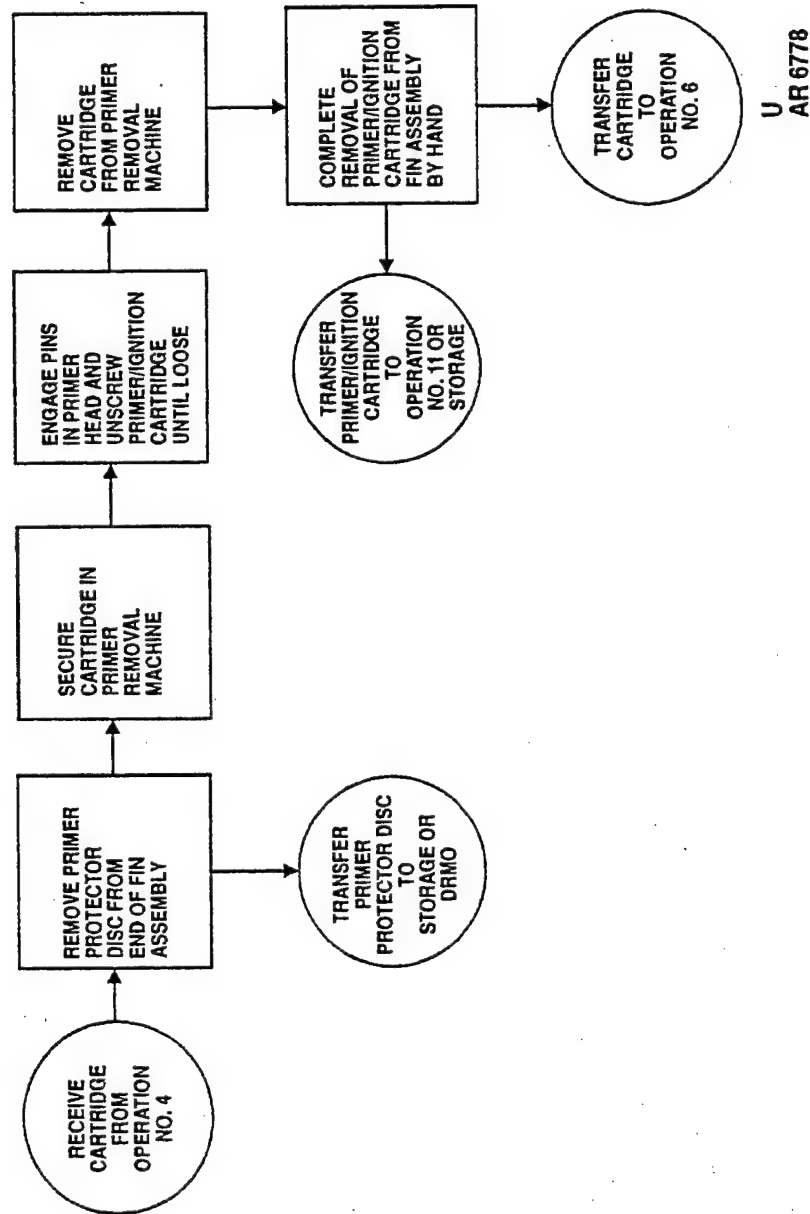 RECEIVE
CARTRIDGE
FROM
OPERATION
NO. 4
REMOVE PRIMER
PROTECTOR
DISC FROM
END OF FIN
ASSEMBLY
TRANSFER
PRIMER
PROTECTOR DISC
TO
STORAGE OR
DRMO
SECURE
CARTRIDGE IN
PRIMER
REMOVAL
MACHINE
ENGAGE PINS
IN PRIMER
HEAD AND
UNSCREW
PRIMER/IGNITION
CARTRIDGE
UNTIL LOOSE
REMOVE
CARTRIDGE
FROM PRIMER
REMOVAL
MACHINE
COMPLETE
REMOVAL OF
PRIMER/IGNITION
CARTRIDGE FROM
FIN ASSEMBLY
BY HAND
TRANSFER
PRIMER/IGNITION
CARTRIDGE
TO
OPERATION
NO. 11 OR
STORAGE
TRANSFER
CARTRIDGE
TO
OPERATION
NO. 6
U
AR 6778